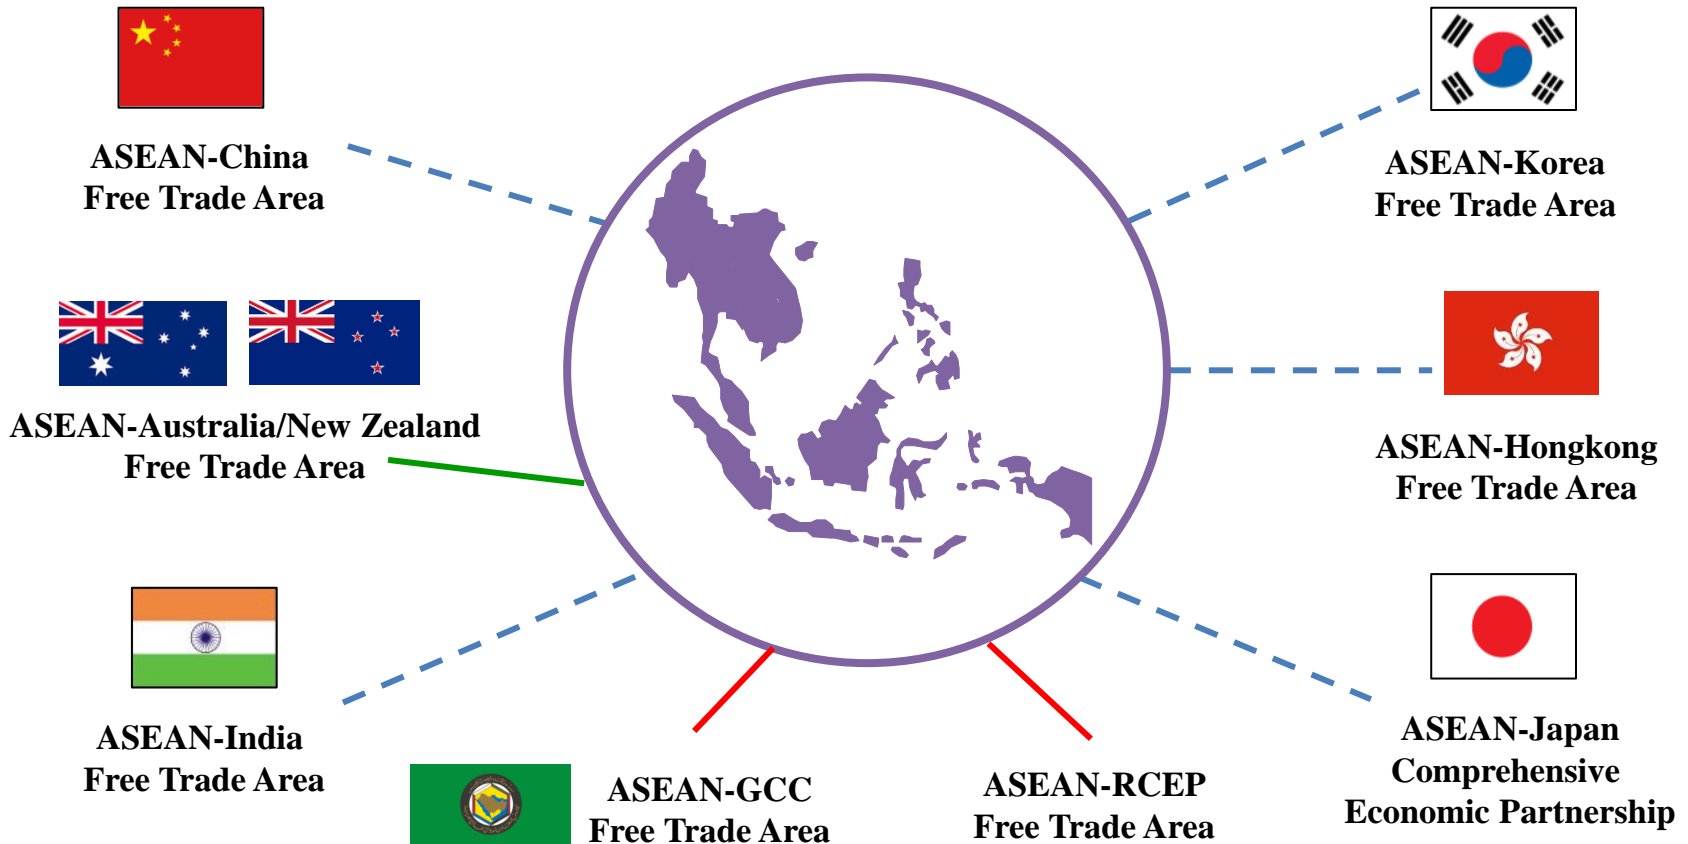 ASEAN-China
Free Trade Area
ASEAN-Korea
Free Trade Area
ASEAN-Australia/New Zealand
Free Trade Area
ASEAN-Hongkong
Free Trade Area
ASEAN-India
Free Trade Area
ASEAN-GCC
Free Trade Area
ASEAN-RCEP
Free Trade Area
ASEAN-Japan
Comprehensive
Economic Partnership